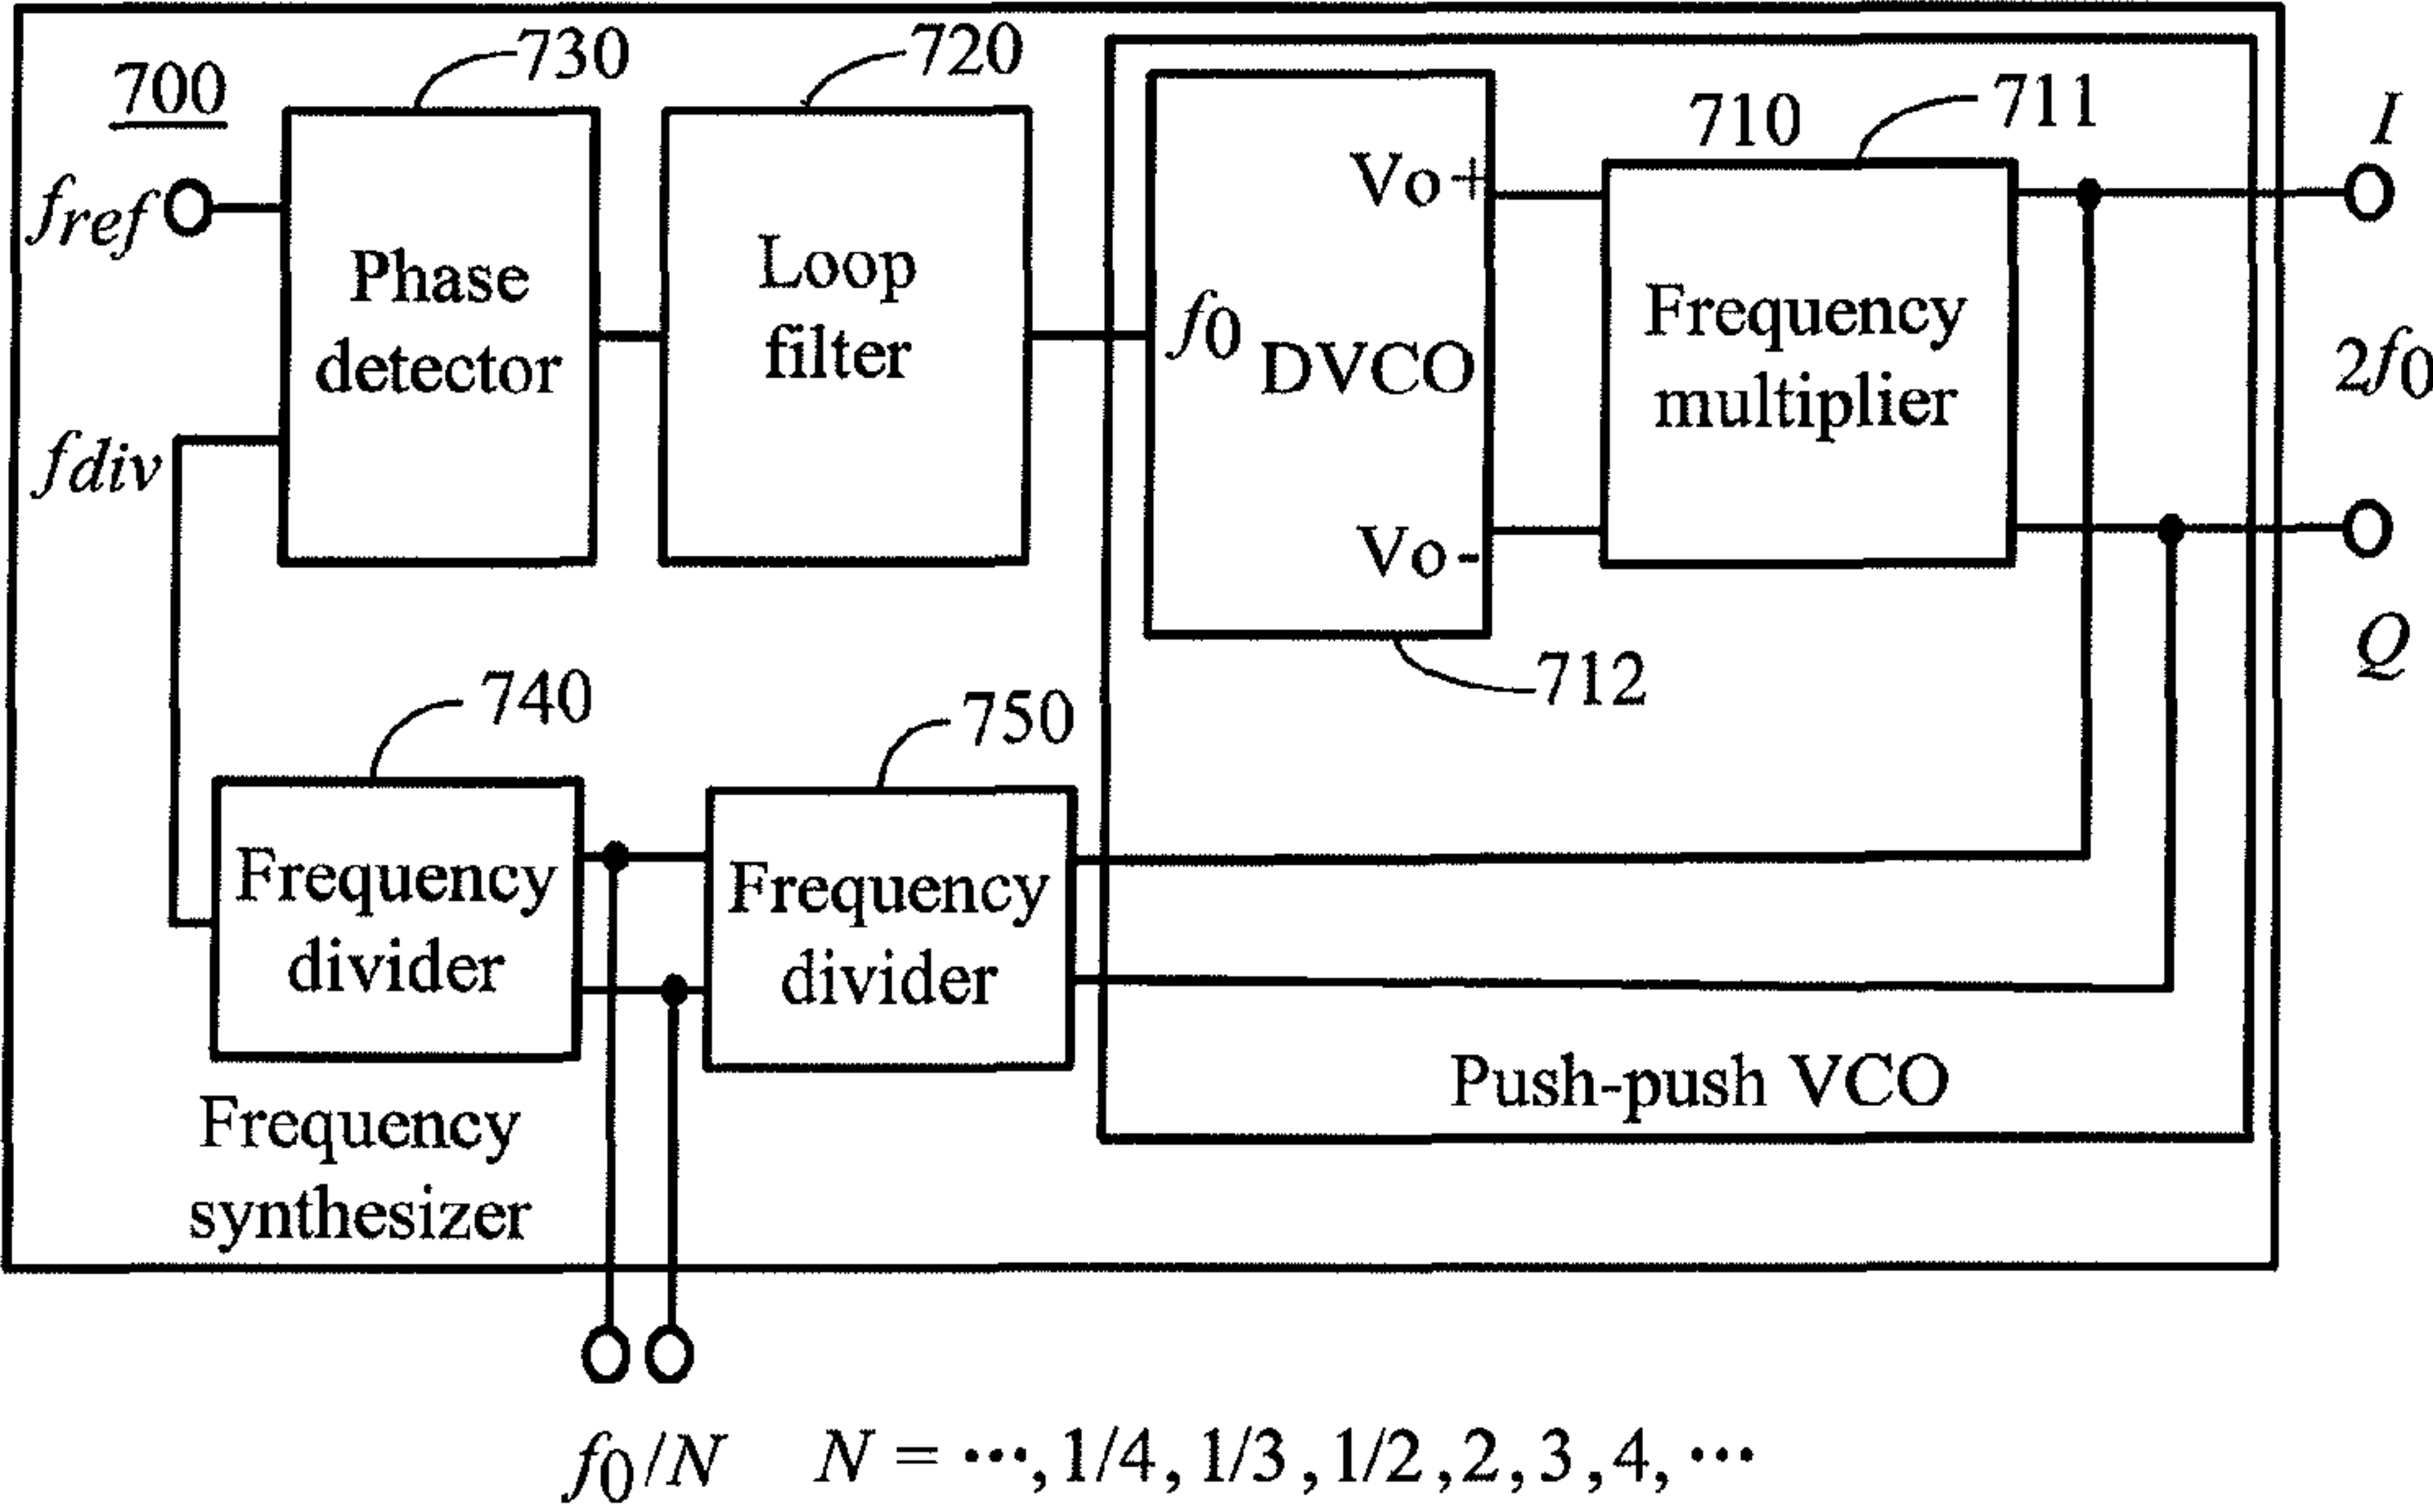 700
730
720
710
711
I
fref
Phase
detector
Loop
filter
f0
DVCO
Vo+
Vo-
Frequency
multiplier
2f0
fdiv
712
Q
740
750
Frequency
divider
Frequency
divider
Push-push VCO
Frequency
synthesizer
f0/N N = ···, 1/4, 1/3, 1/2, 2, 3, 4, ···